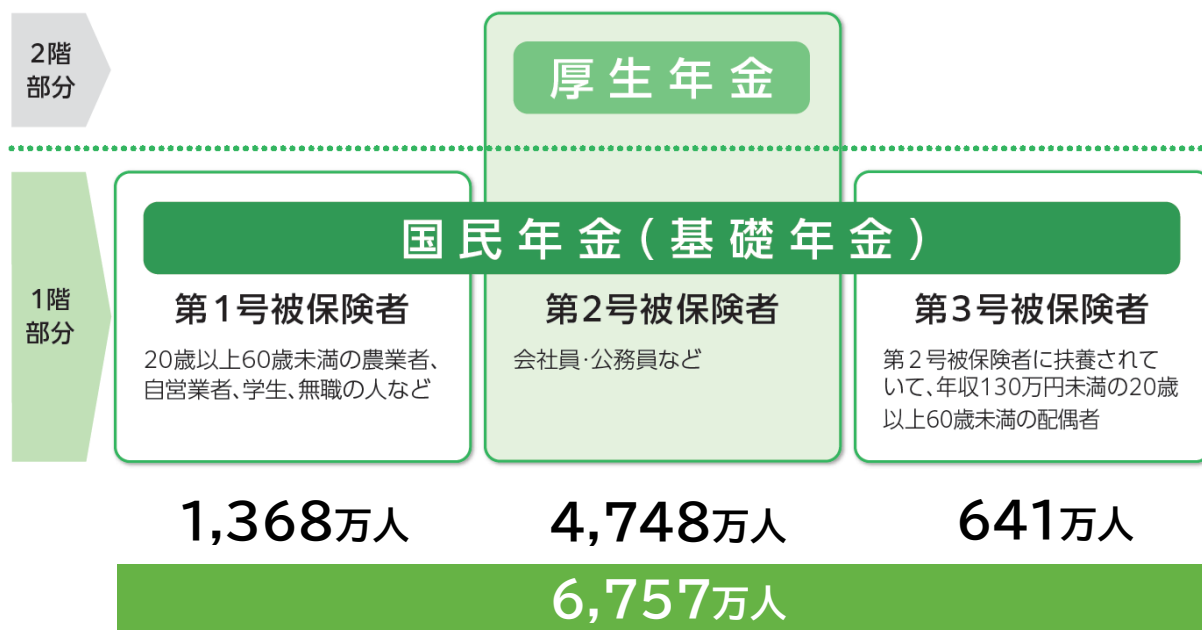 2階
部分
厚生年金
1階
部分
国民年金(基礎年金)
第1号被保険者
20歳以上60歳未満の農業者、
自営業者、学生、無職の人など
第2号被保険者
会社員・公務員など
第3号被保険者
第2号被保険者に扶養されて
いて、年収130万円未満の20歳
以上60歳未満の配偶者
1,368万人
4,748万人
641万人
6,757万人